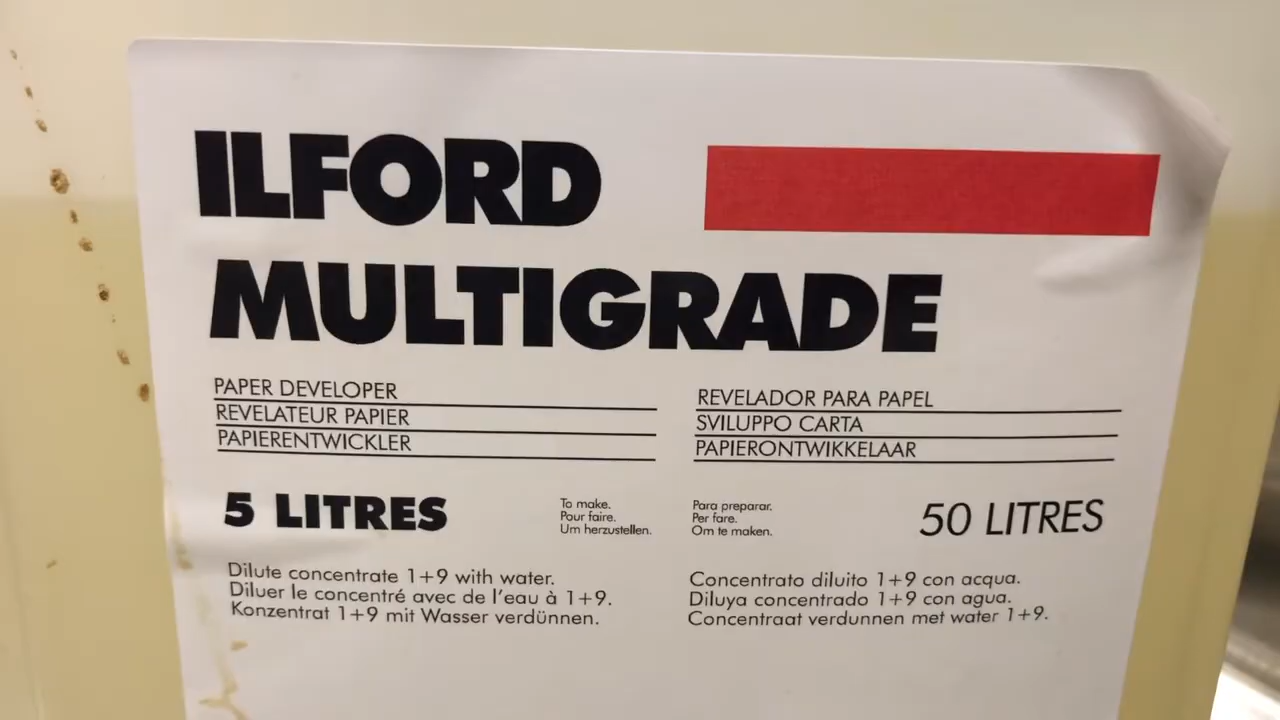 ILFORD
MULTIGRADE
PAPER DEVELOPER
REVELATEUR PAPIER
PAPIERENTWICKLER
REVELADOR PARA PAPEL
SVILUPPO CARTA
PAPIERONTWIKKELAAR
5 LITRES
To make.
Pour faire.
Um herzustellen.
Para preparar.
Per fare.
Om te maken.
50 LITRES
Dilute concentrate 1+9 with water.
Diluer le concentré avec de l'eau à 1+9.
Konzentrat 1+9 mit Wasser verdünnen.
Concentrato diluito 1+9 con acqua.
Diluya concentrado 1+9 con agua.
Concentraat verdunnen met water 1+9.